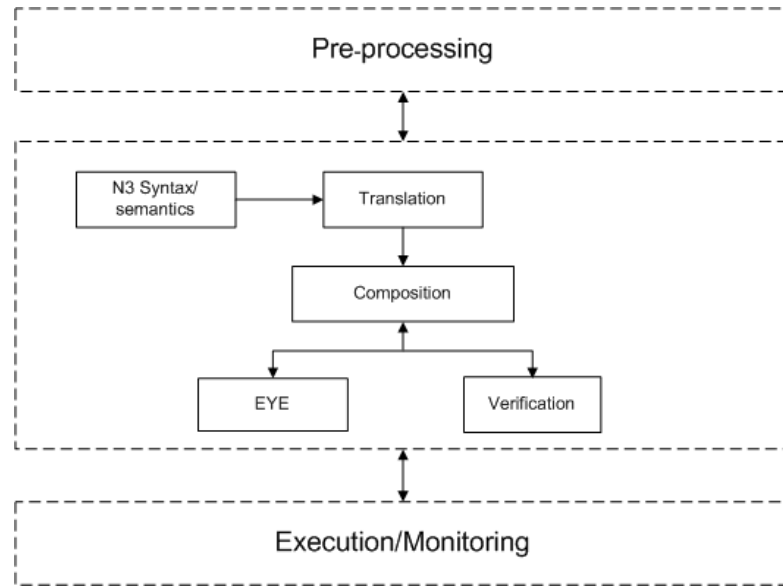 Pre-processing
N3 Syntax/
semantics
Translation
Composition
EYE
Verification
Execution/Monitoring